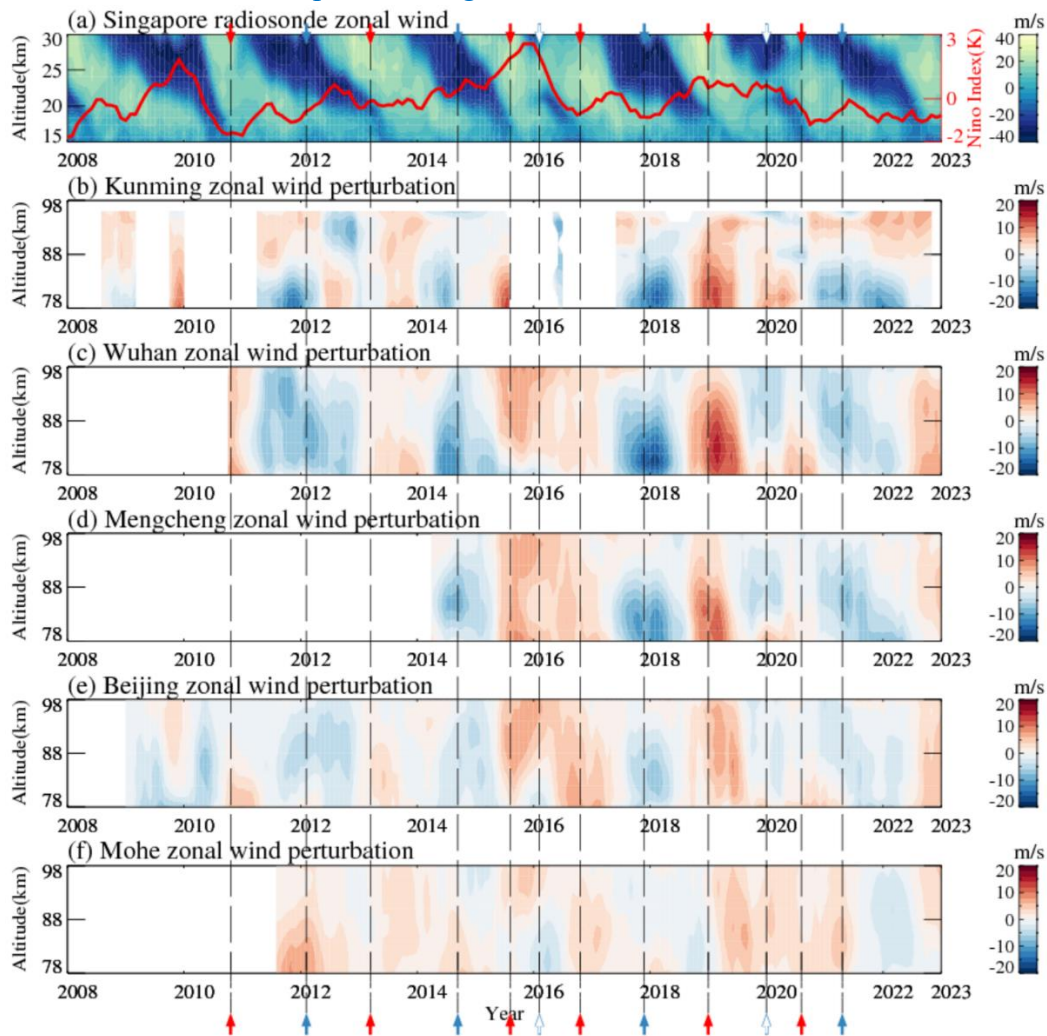 (a) Singapore radiosonde zonal wind m/s
Altitude(km) 30 25 20 15 3 0 -2 Nino Index(K) 40 20 0 -20 -40
2008 2010 2012 2014 2016 2018 2020 2022 2023
(b) Kunming zonal wind perturbation m/s
Altitude(km) 98 88 78 20 10 0 -10 -20
2008 2010 2012 2014 2016 2018 2020 2022 2023
(c) Wuhan zonal wind perturbation m/s
Altitude(km) 98 88 78 20 10 0 -10 -20
2008 2010 2012 2014 2016 2018 2020 2022 2023
(d) Mengcheng zonal wind perturbation m/s
Altitude(km) 98 88 78 20 10 0 -10 -20
2008 2010 2012 2014 2016 2018 2020 2022 2023
(e) Beijing zonal wind perturbation m/s
Altitude(km) 98 88 78 20 10 0 -10 -20
2008 2010 2012 2014 2016 2018 2020 2022 2023
(f) Mohe zonal wind perturbation m/s
Altitude(km) 98 88 78 20 10 0 -10 -20
2008 2010 2012 2014 2016 2018 2020 2022 2023
Year